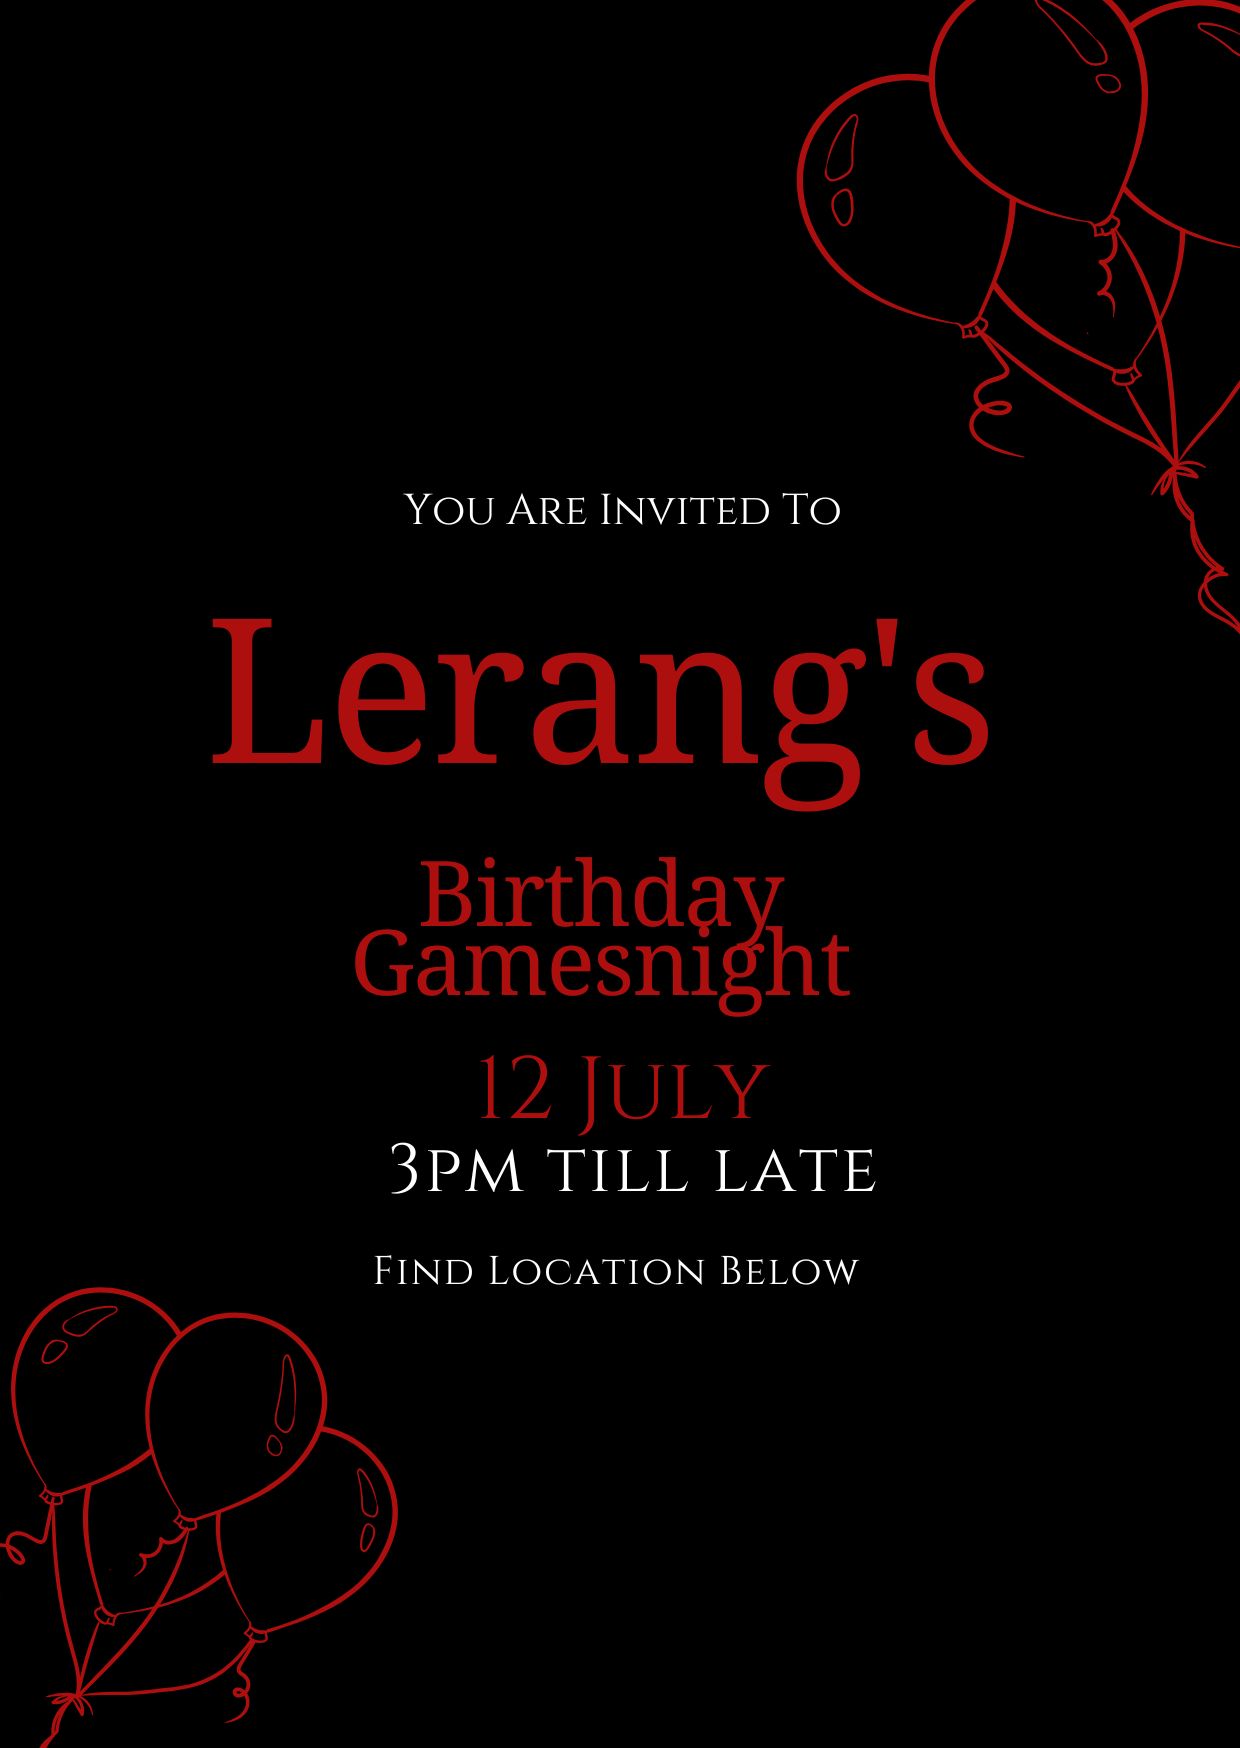 You Are Invited To
Lerang's
Birthday
Gamesnight
12 July
3pm till late
Find Location Below